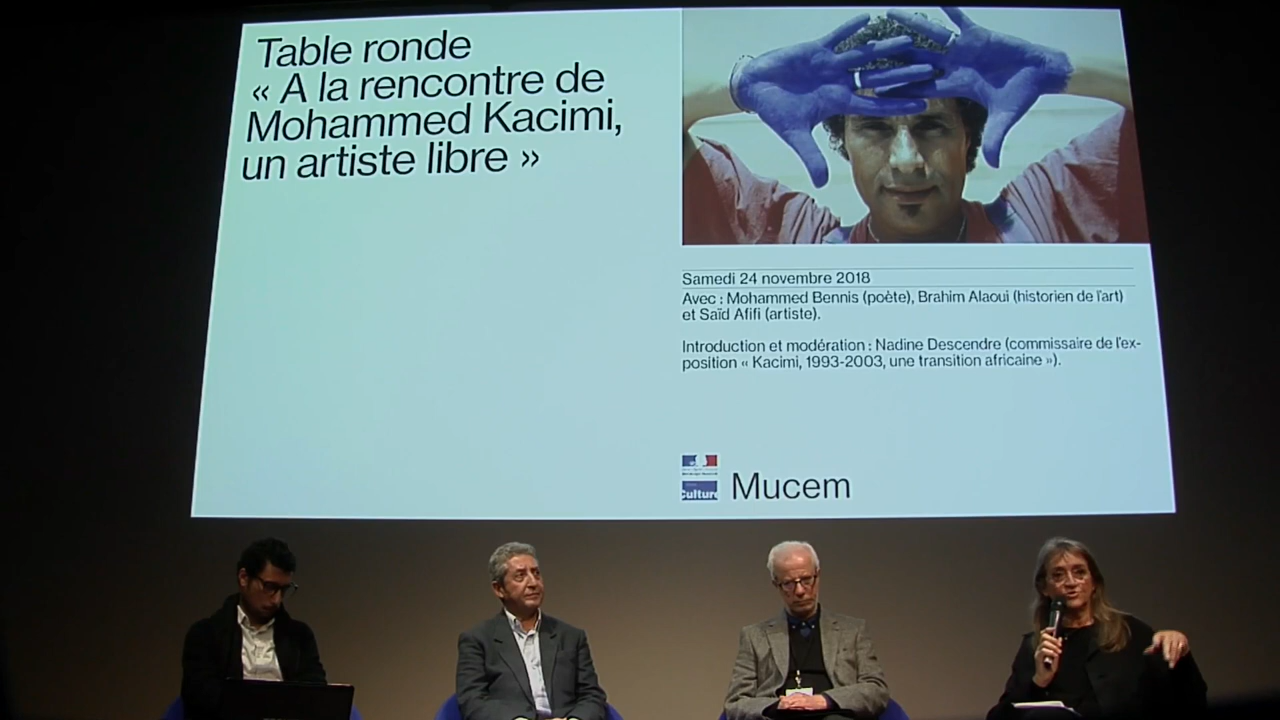 Table ronde
« A la rencontre de
Mohammed Kacimi,
un artiste libre »
Samedi 24 novembre 2018
Avec : Mohammed Bennis (poète), Brahim Alaoui (historien de l'art)
et Saïd Afifi (artiste).
Introduction et modération : Nadine Descendre (commissaire de l'ex-
position « Kacimi, 1993-2003, une transition africaine »).
Culture
Mucem